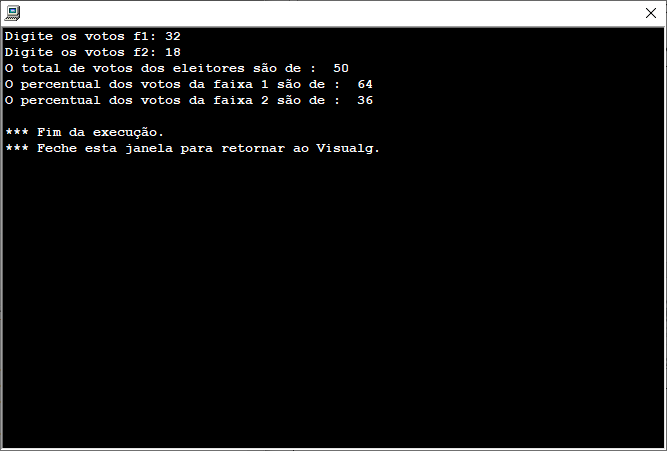 Digite os votos f1: 32
Digite os votos f2: 18
O total de votos dos eleitores são de :  50
O percentual dos votos da faixa 1 são de :  64
O percentual dos votos da faixa 2 são de :  36
*** Fim da execução.
*** Feche esta janela para retornar ao Visualg.